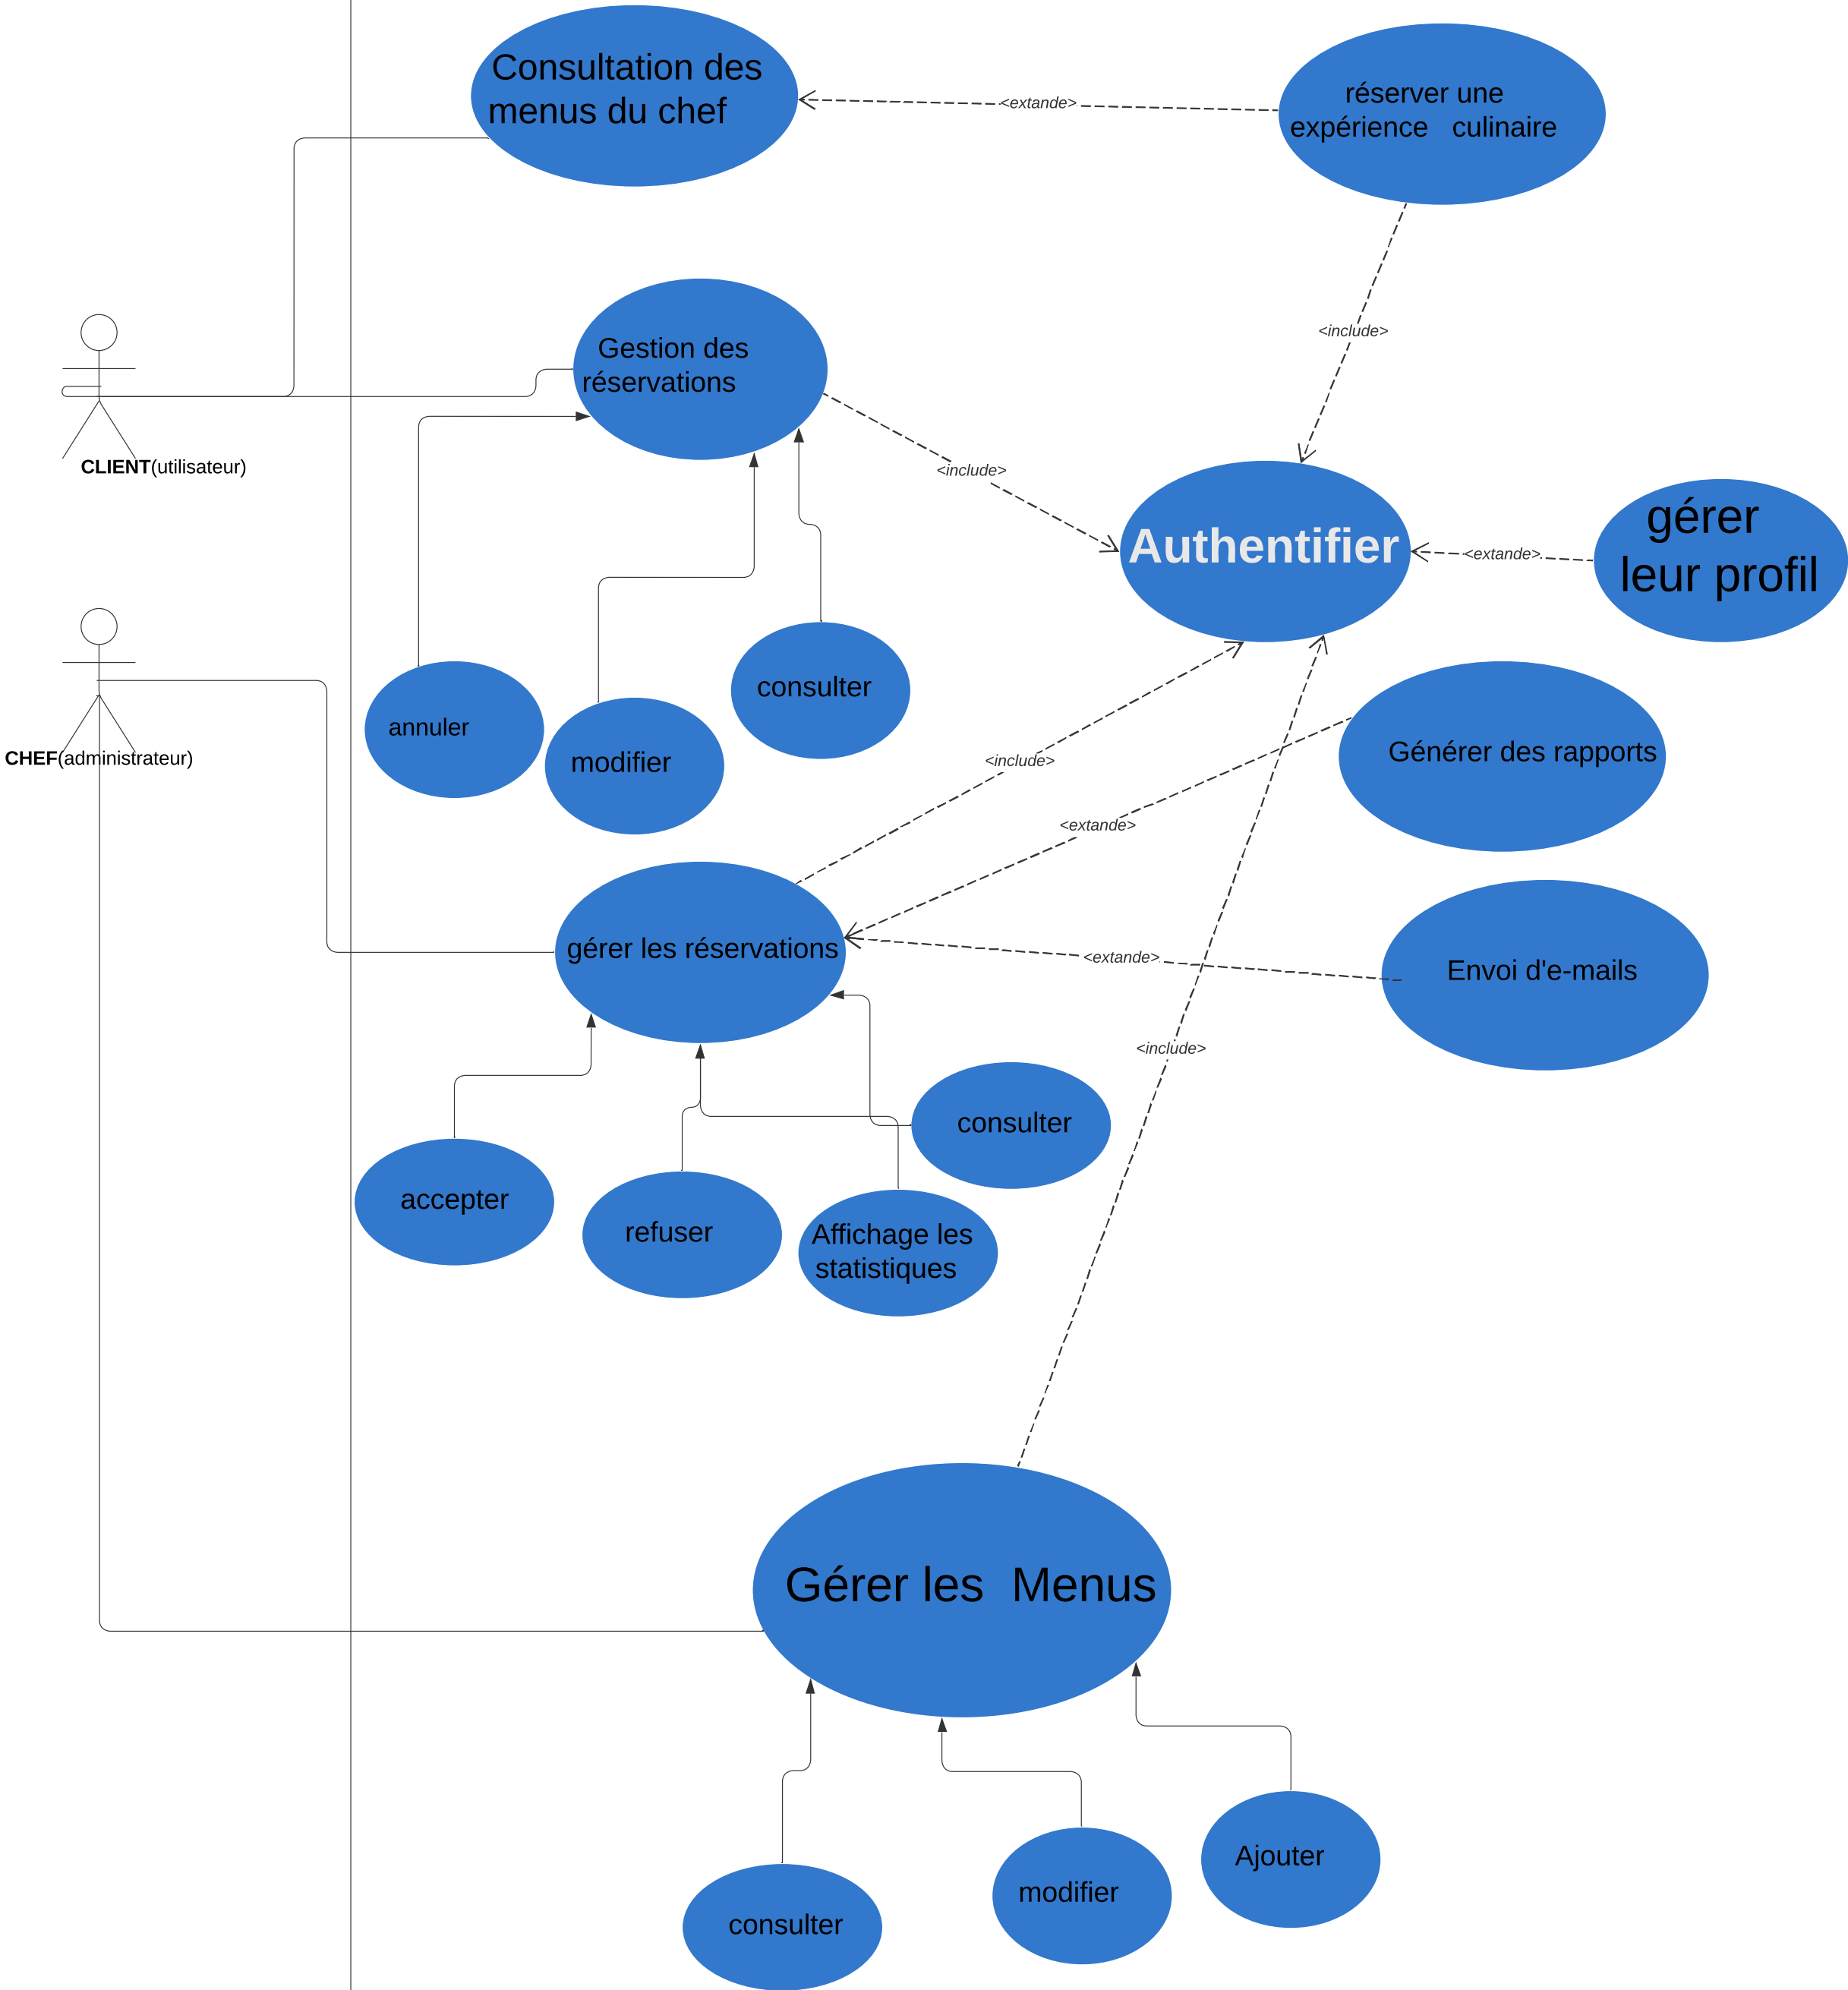 Consultation des
menus du chef
<extande>
réserver une
expérience culinaire
<include>
Gestion des
réservations
CLIENT(utilisateur)
<include>
Authentifier
<extande>
gérer
leur profil
annuler
modifier
consulter
CHEF(administrateur)
<include>
Générer des rapports
<extande>
gérer les réservations
<extande>
Envoi d'e-mails
<include>
consulter
accepter
refuser
Affichage les
statistiques
Gérer les Menus
Ajouter
modifier
consulter